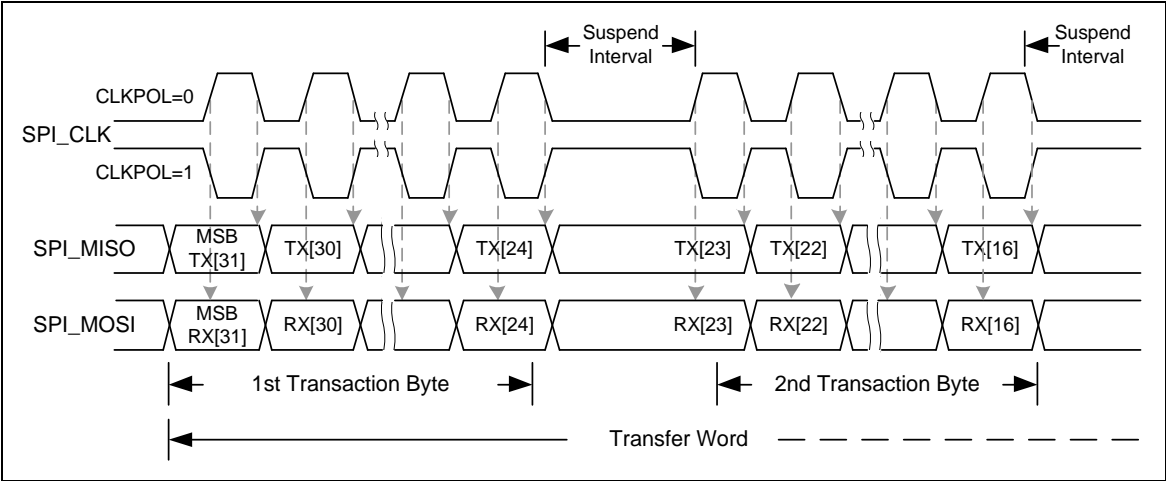 Suspend Interval
Suspend Interval
CLKPOL=0
SPI_CLK
CLKPOL=1
SPI_MISO
MSB TX[31]
TX[30]
TX[24]
TX[23]
TX[22]
TX[16]
SPI_MOSI
MSB RX[31]
RX[30]
RX[24]
RX[23]
RX[22]
RX[16]
1st Transaction Byte
2nd Transaction Byte
Transfer Word